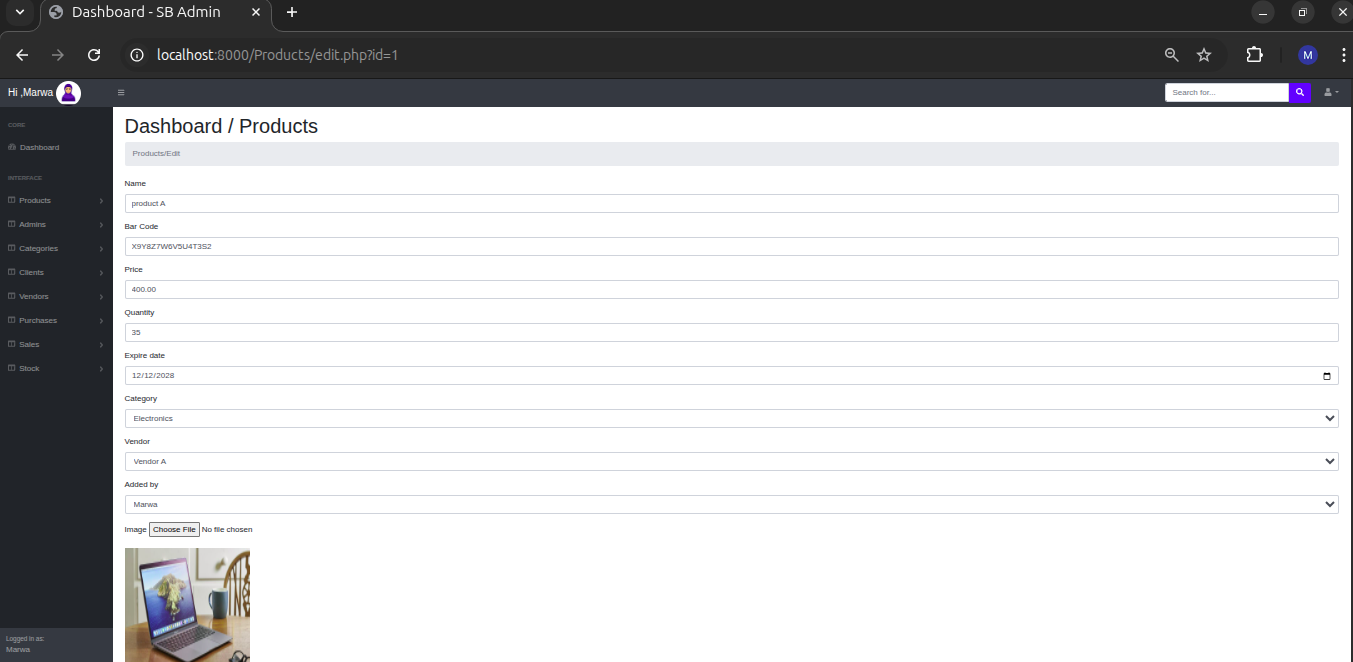 Dashboard - SB Admin
localhost:8000/Products/edit.php?id=1
M
Hi ,Marwa
Search for...
CORE
Dashboard
INTERFACE
Products
Admins
Categories
Clients
Vendors
Purchases
Sales
Stock
Logged in as:
Marwa
Dashboard / Products
Products/Edit
Name
product A
Bar Code
X9Y8Z7W6V5U4T3S2
Price
400.00
Quantity
35
Expire date
12/12/2028
Category
Electronics
Vendor
Vendor A
Added by
Marwa
Image Choose File No file chosen